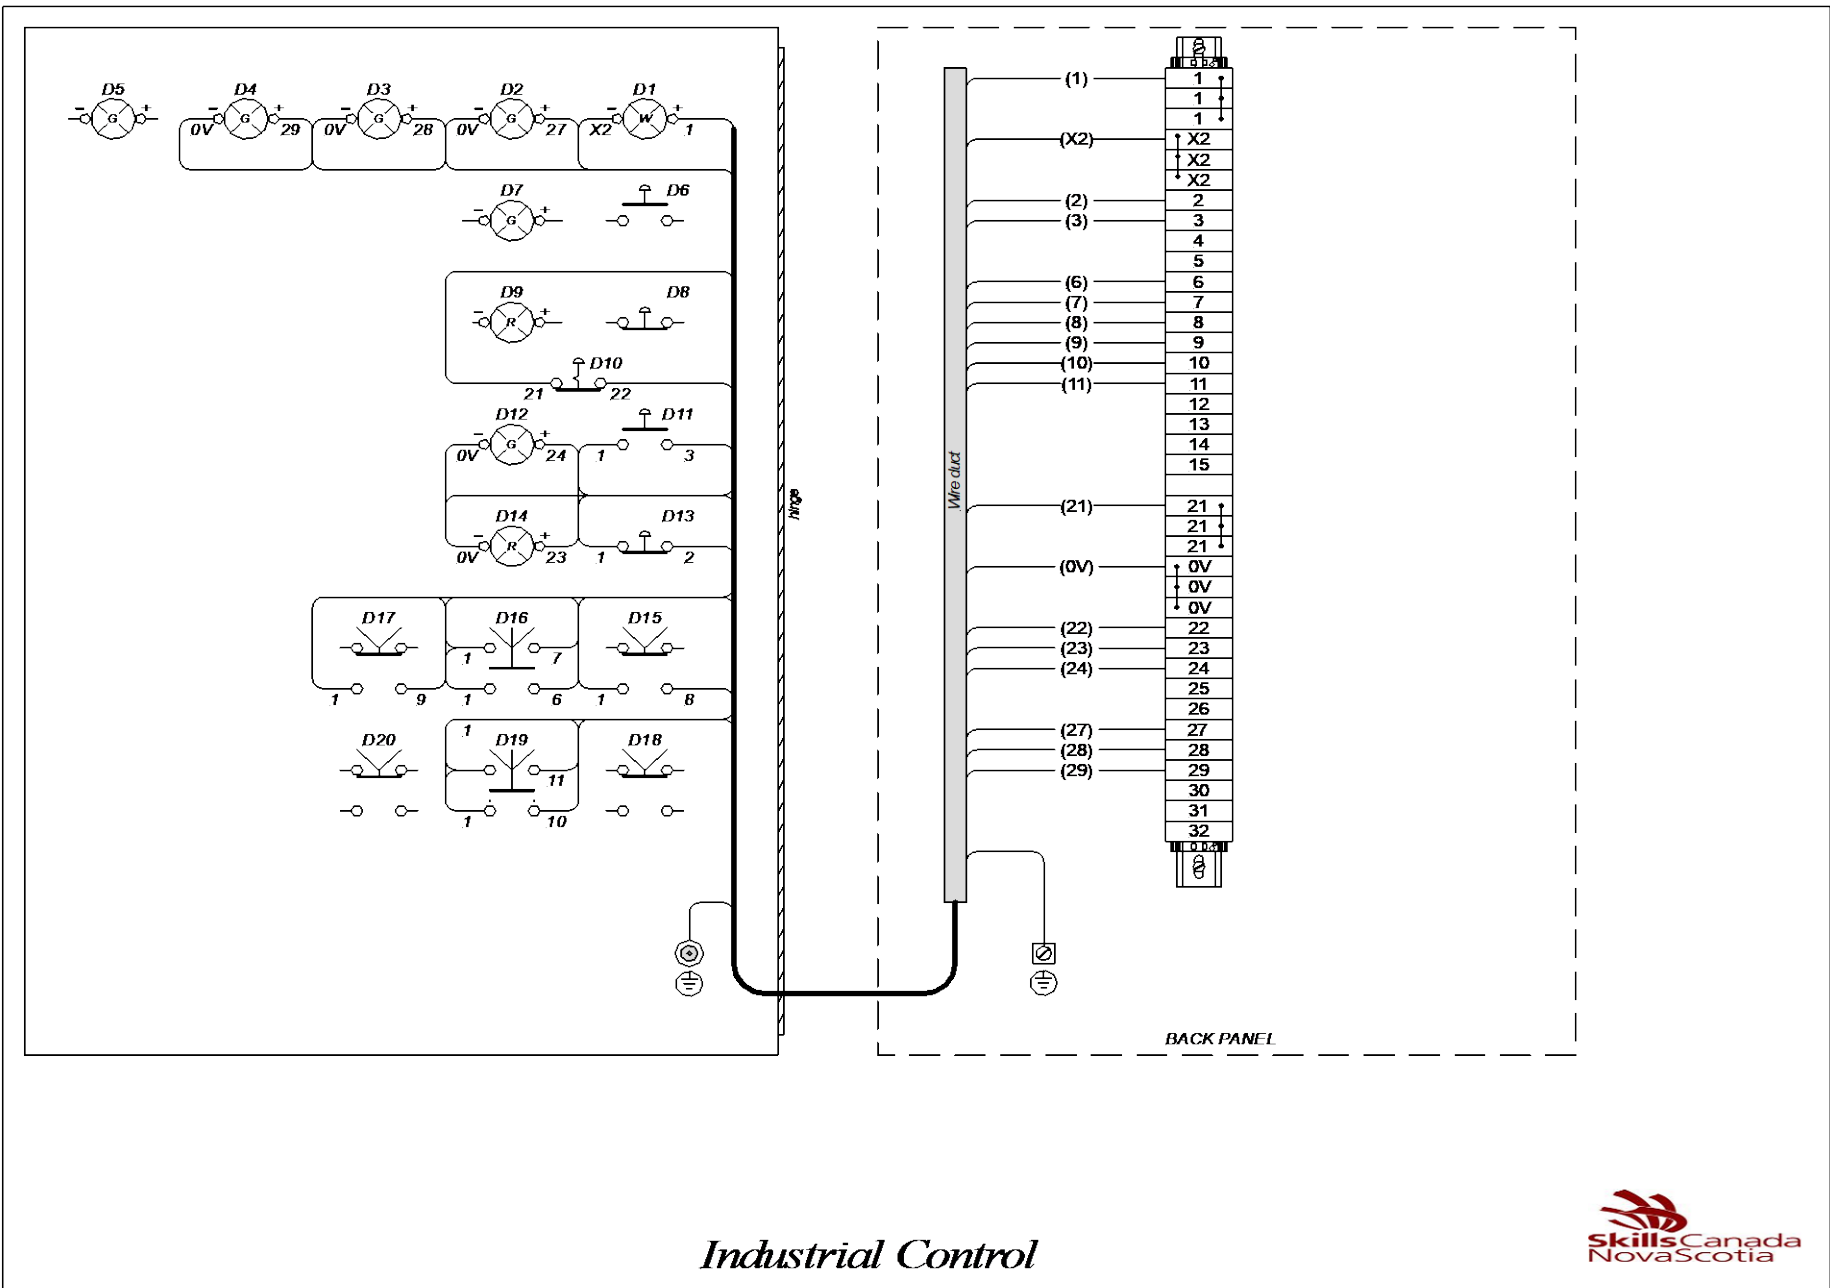 D5 D4 D3 D2 D1
- G + - G + - G + - G + - W +
0V 29 0V 28 0V 27 X2 1
D7 D6
- G +
D9 D8
- R +
D10
21 22
D12 D11
- G +
0V 24 1 3
D14 D13
- R +
0V 23 1 2
D17 D16 D15
1 7
1 9 1 6 1 8
1
D20 D19 D18
11
1 10
hinge
Wire duct
(1)
(X2)
(2)
(3)
(6)
(7)
(8)
(9)
(10)
(11)
(21)
(0V)
(22)
(23)
(24)
(27)
(28)
(29)
1
1
1
X2
X2
X2
2
3
4
5
6
7
8
9
10
11
12
13
14
15
21
21
21
0V
0V
0V
22
23
24
25
26
27
28
29
30
31
32
BACK PANEL
Industrial Control
SkillsCanada
NovaScotia